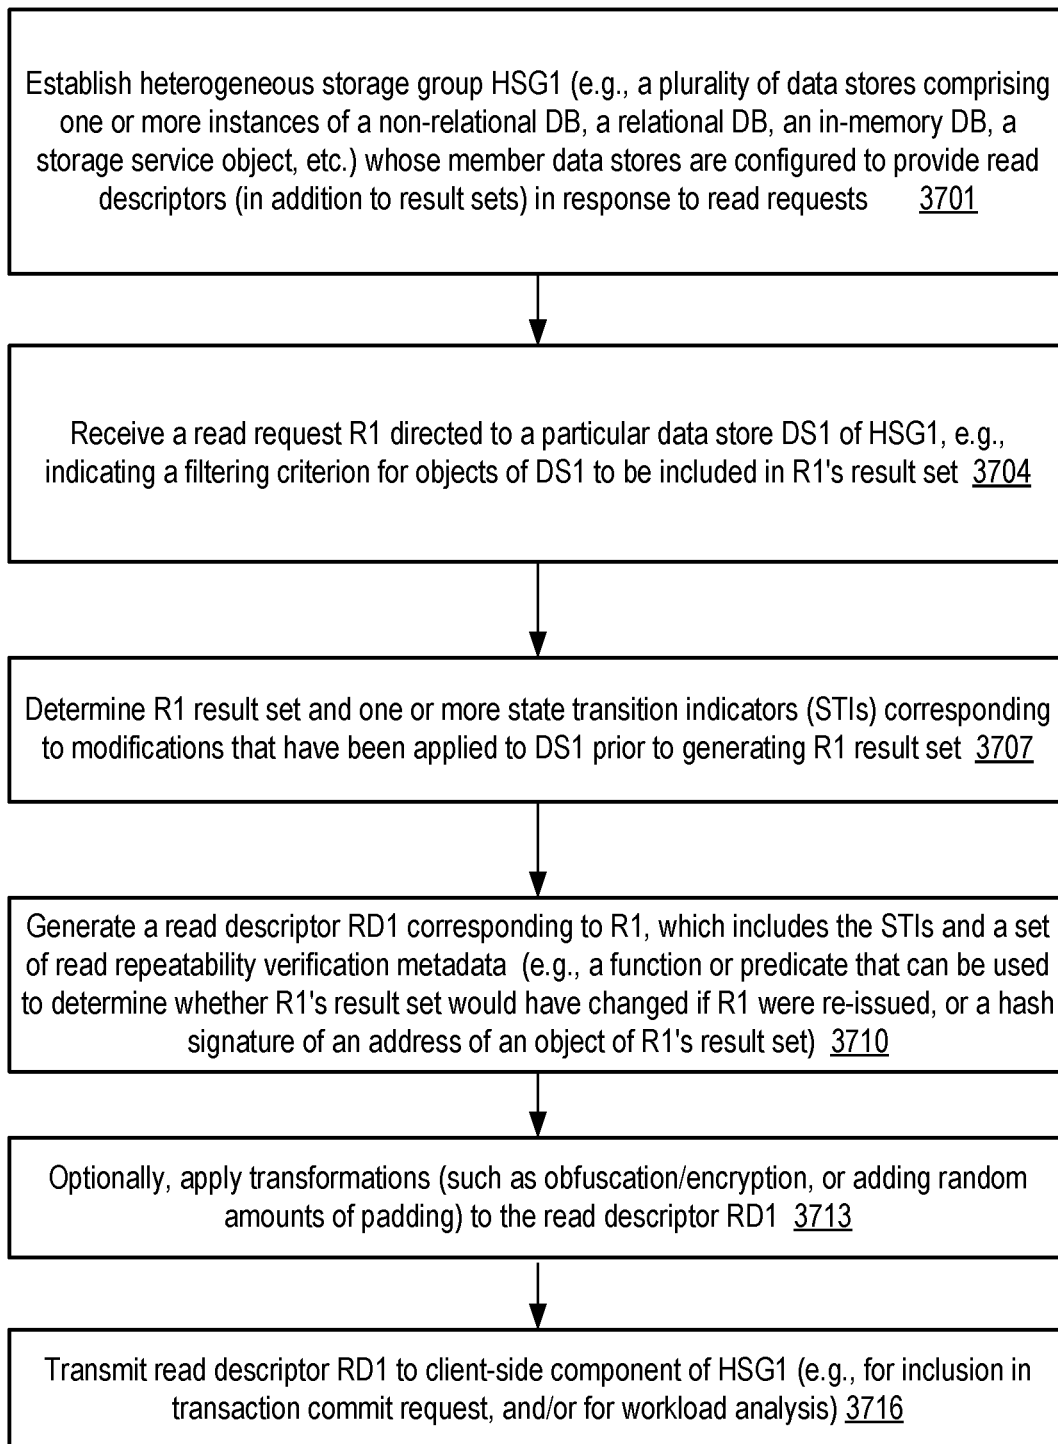 Establish heterogeneous storage group HSG1 (e.g., a plurality of data stores comprising
one or more instances of a non-relational DB, a relational DB, an in-memory DB, a
storage service object, etc.) whose member data stores are configured to provide read
descriptors (in addition to result sets) in response to read requests 3701
Receive a read request R1 directed to a particular data store DS1 of HSG1, e.g.,
indicating a filtering criterion for objects of DS1 to be included in R1's result set 3704
Determine R1 result set and one or more state transition indicators (STIs) corresponding
to modifications that have been applied to DS1 prior to generating R1 result set 3707
Generate a read descriptor RD1 corresponding to R1, which includes the STIs and a set
of read repeatability verification metadata (e.g., a function or predicate that can be used
to determine whether R1's result set would have changed if R1 were re-issued, or a hash
signature of an address of an object of R1's result set) 3710
Optionally, apply transformations (such as obfuscation/encryption, or adding random
amounts of padding) to the read descriptor RD1 3713
Transmit read descriptor RD1 to client-side component of HSG1 (e.g., for inclusion in
transaction commit request, and/or for workload analysis) 3716